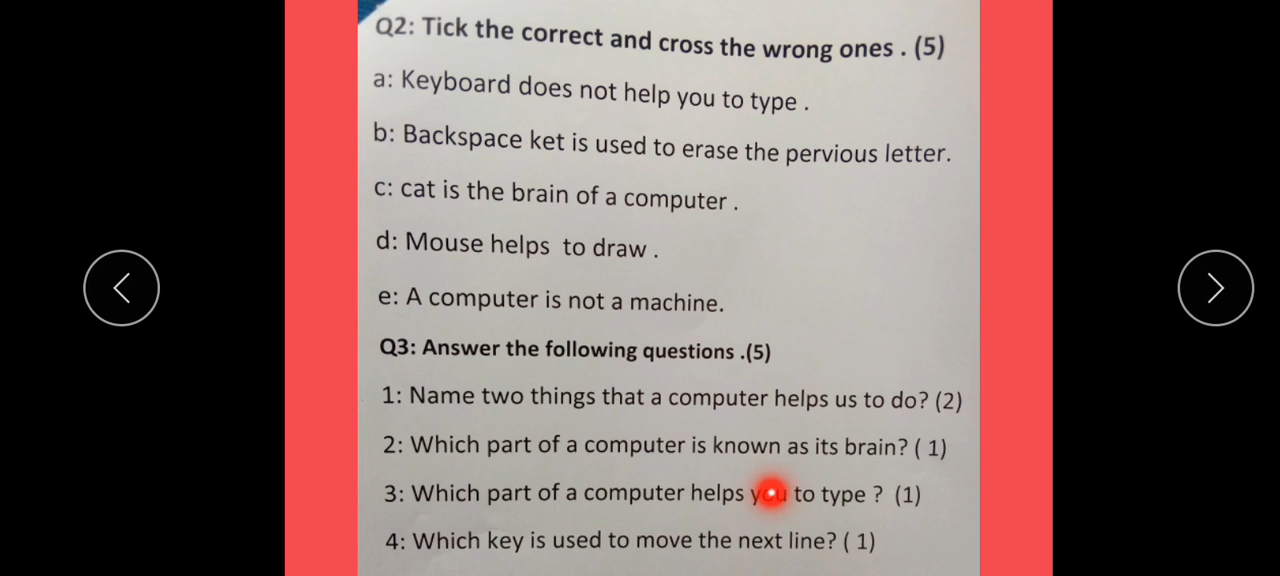 Q2: Tick the correct and cross the wrong ones . (5)
a: Keyboard does not help you to type .
b: Backspace ket is used to erase the pervious letter.
c: cat is the brain of a computer .
d: Mouse helps to draw .
e: A computer is not a machine.
Q3: Answer the following questions .(5)
1: Name two things that a computer helps us to do? (2)
2: Which part of a computer is known as its brain? ( 1)
3: Which part of a computer helps you to type ? (1)
4: Which key is used to move the next line? ( 1)